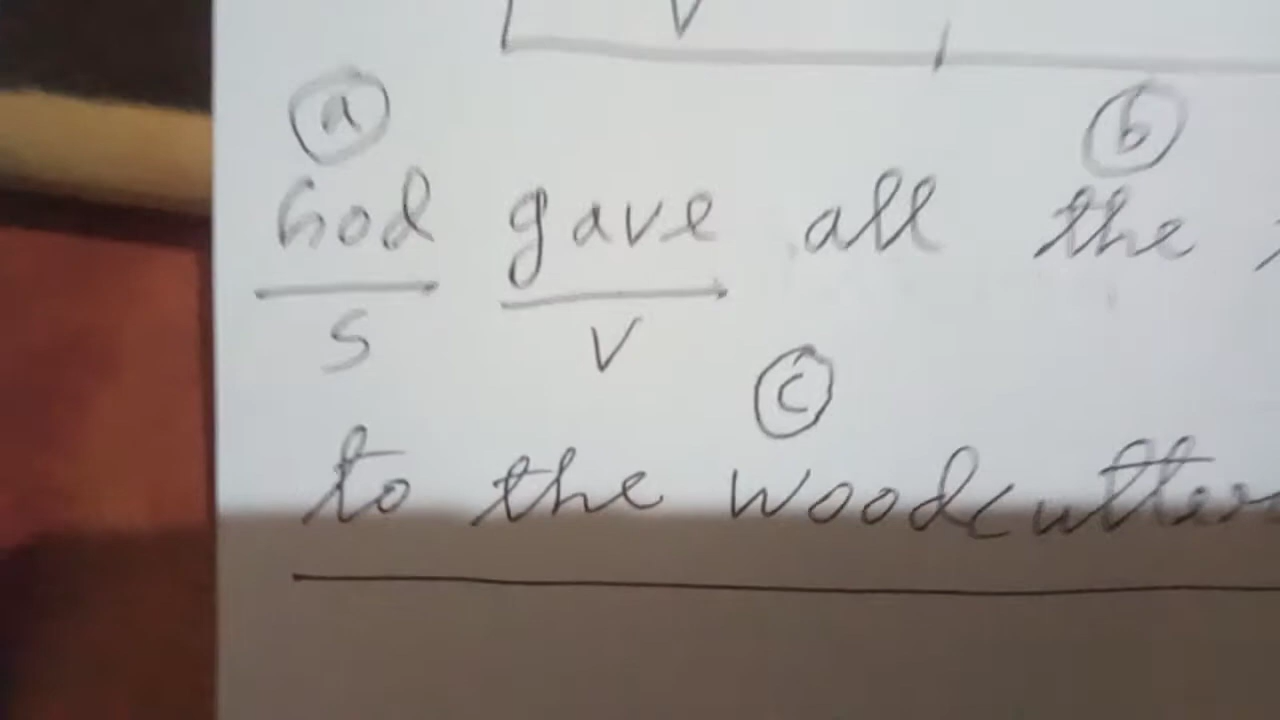 V
a b
God gave all the
S V
c
to the woodcutter